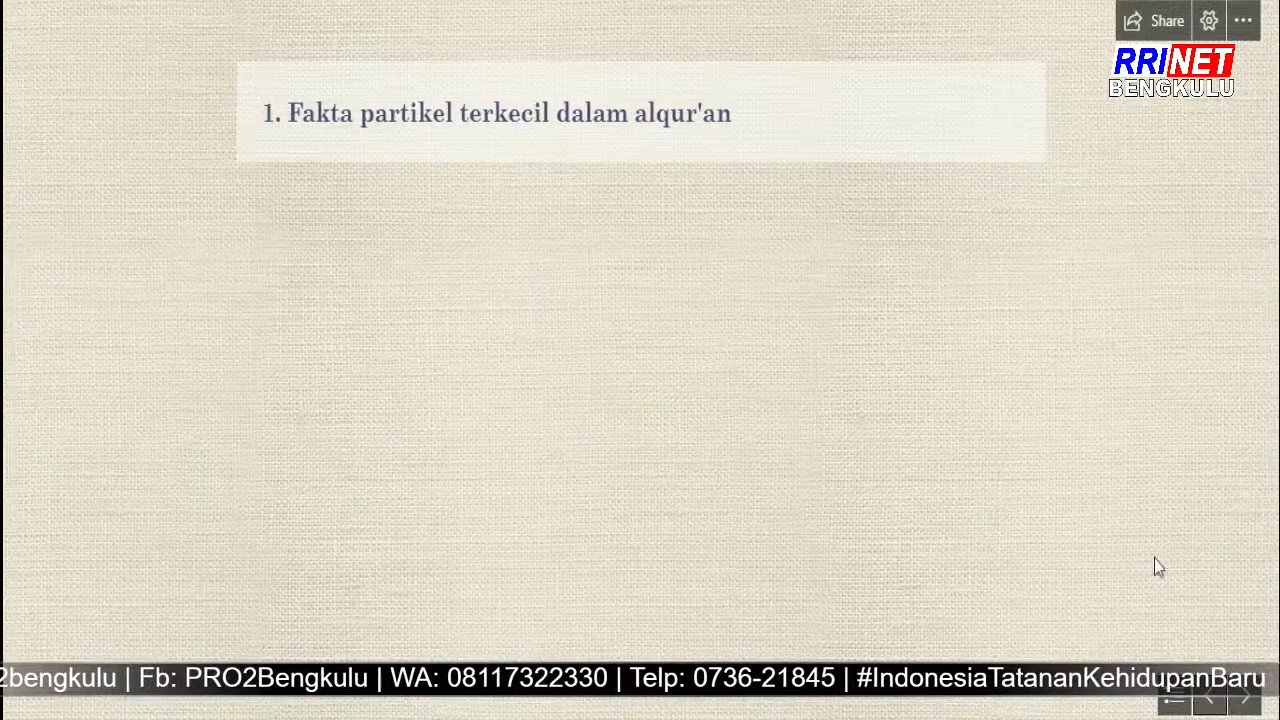 Share
RRINET
BENGKULU
1. Fakta partikel terkecil dalam alqur'an
2bengkulu | Fb: PRO2Bengkulu | WA: 08117322330 | Telp: 0736-21845 | #IndonesiaTatananKehidupanBaru